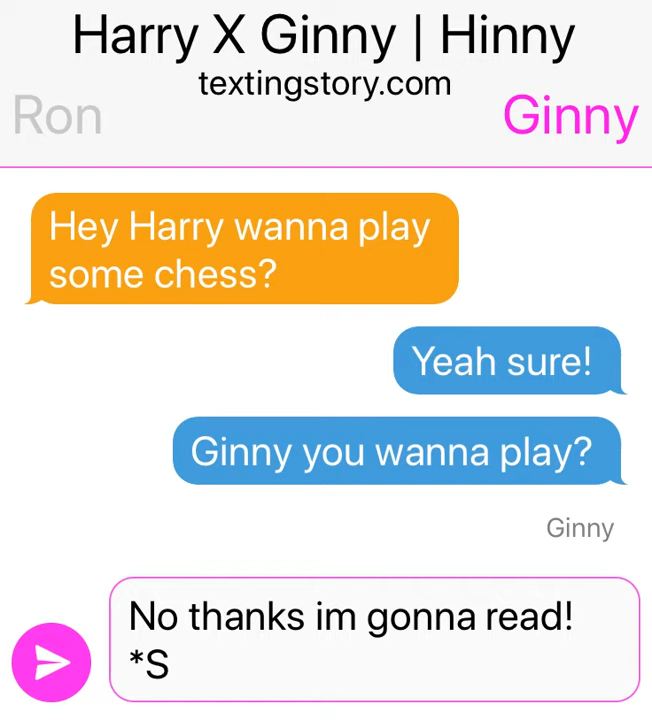 Harry X Ginny | Hinny
textingstory.com
Ron
Ginny
Hey Harry wanna play
some chess?
Yeah sure!
Ginny you wanna play?
Ginny
No thanks im gonna read!
*S